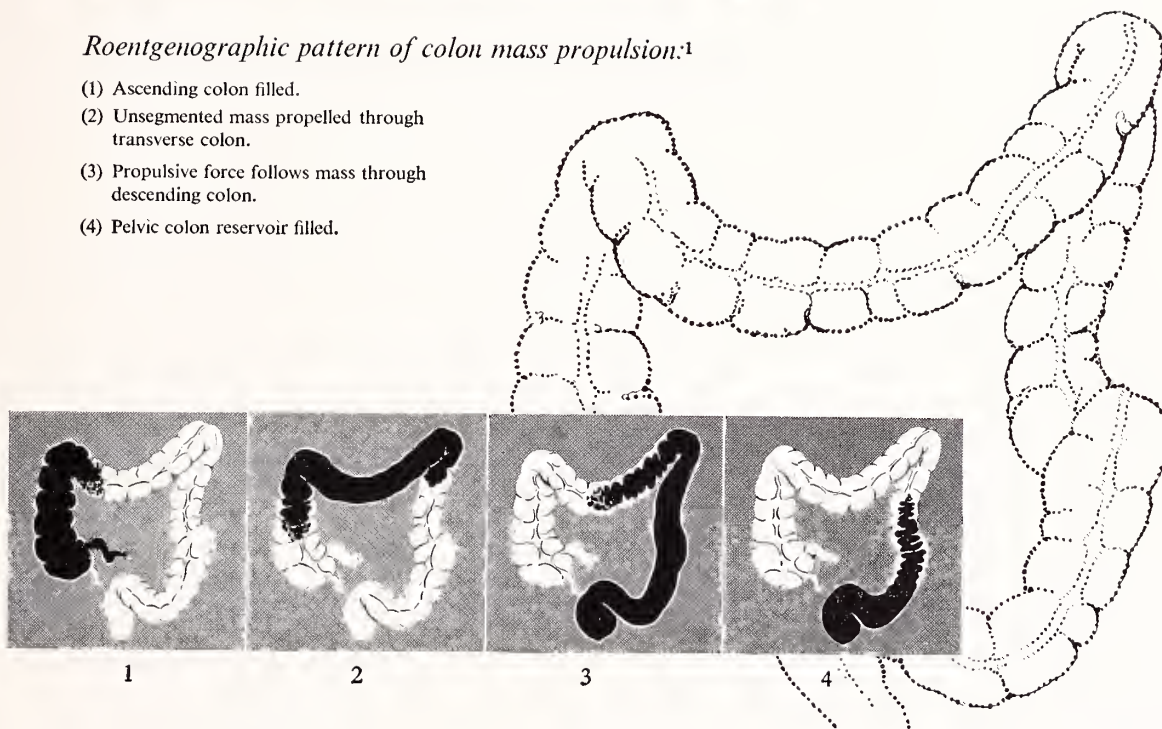 Roentgenographic pattern of colon mass propulsion:1
(1) Ascending colon filled.
(2) Unsegmented mass propelled through
transverse colon.
(3) Propulsive force follows mass through
descending colon.
(4) Pelvic colon reservoir filled.
1
2
3
4